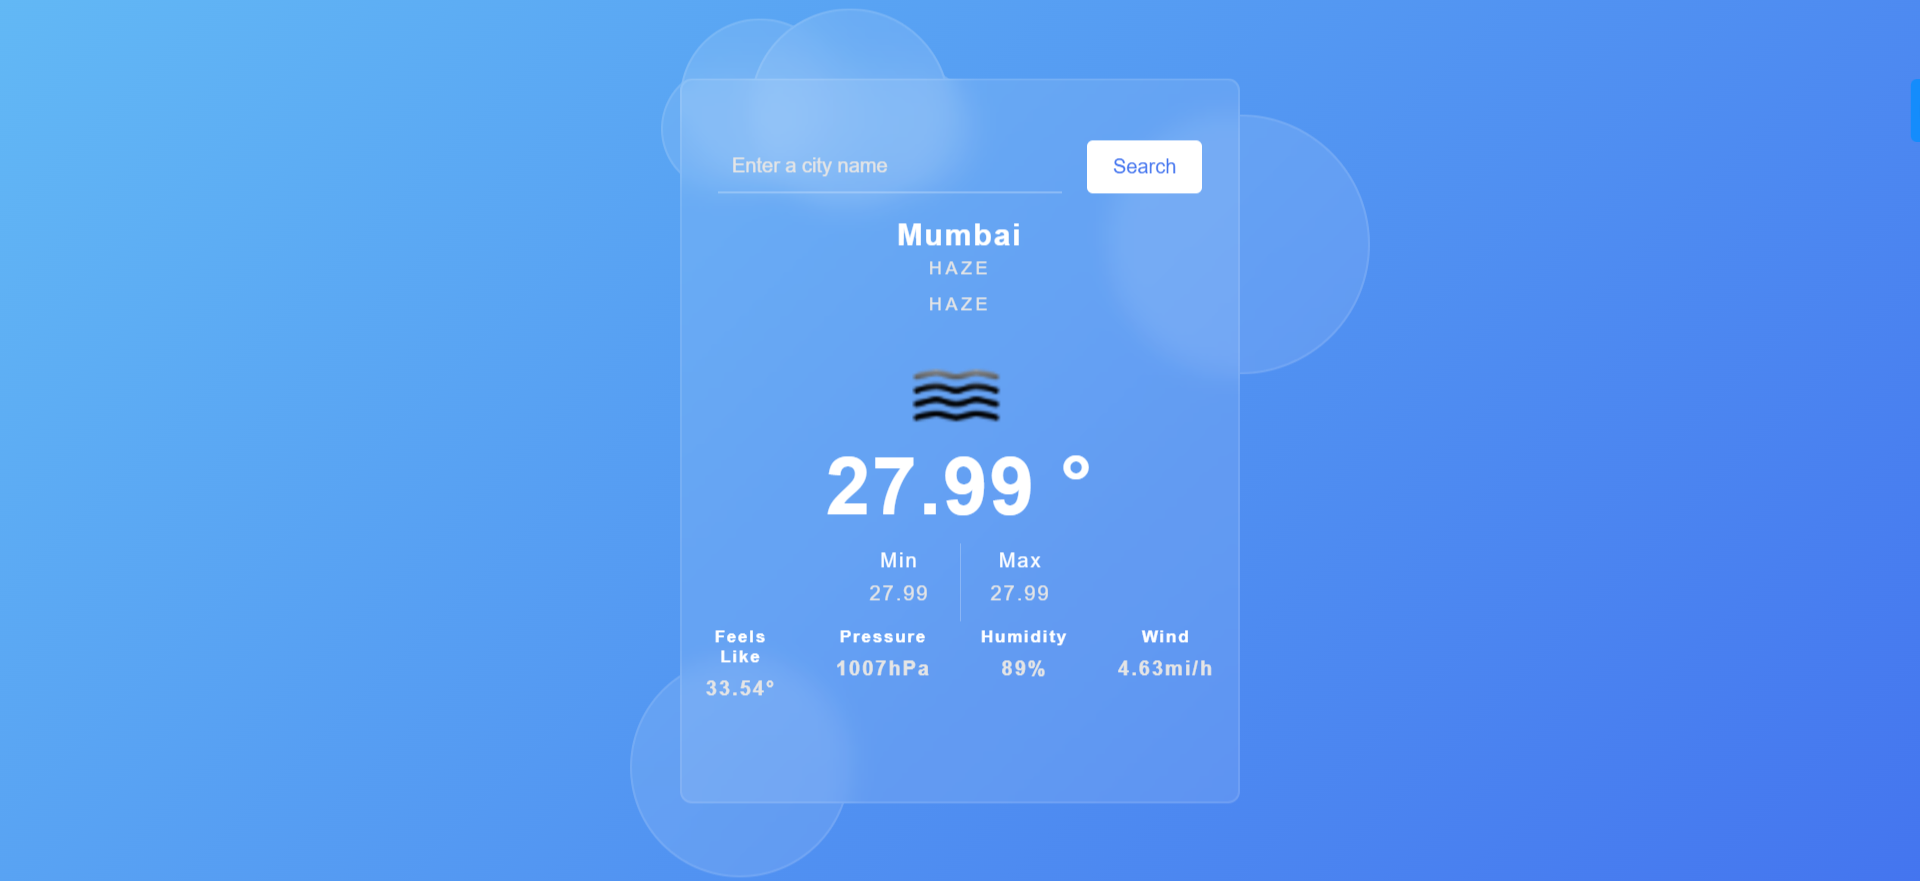 Enter a city name
Search
Mumbai
HAZE
HAZE
27.99 °
Min
Max
27.99
27.99
Feels
Like
33.54°
Pressure
1007hPa
Humidity
89%
Wind
4.63mi/h